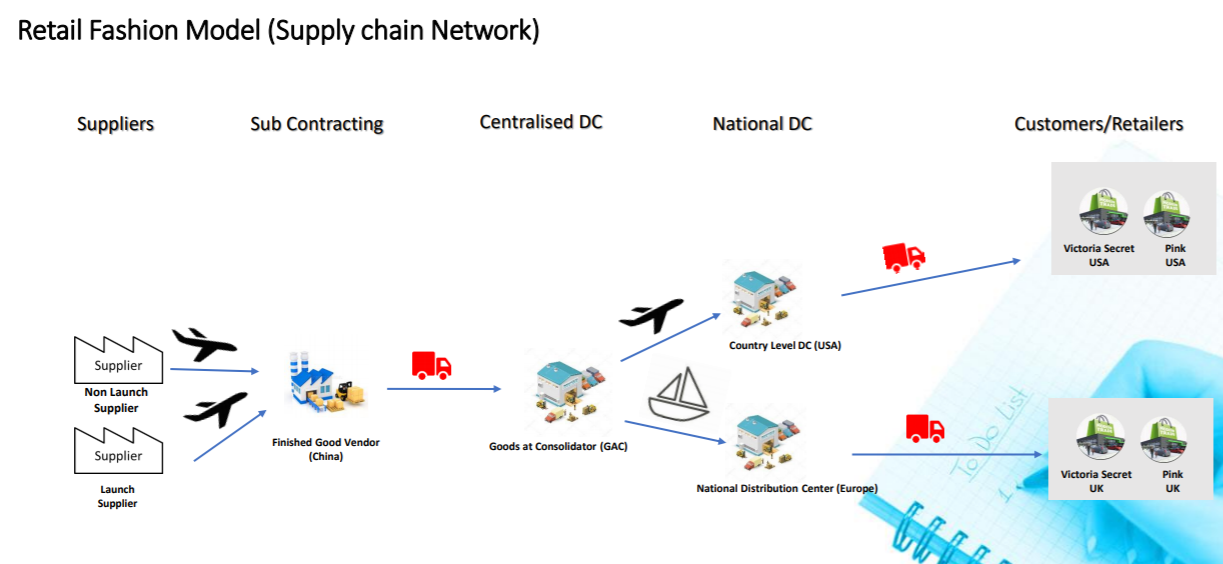 Retail Fashion Model (Supply chain Network)
Suppliers
Sub Contracting
Centralised DC
National DC
Customers/Retailers
Victoria Secret
USA
Pink
USA
Country Level DC (USA)
Supplier
Non Launch
Supplier
Supplier
Launch
Supplier
Finished Good Vendor
(China)
Goods at Consolidator (GAC)
National Distribution Center (Europe)
Victoria Secret
UK
Pink
UK
To Do List
1